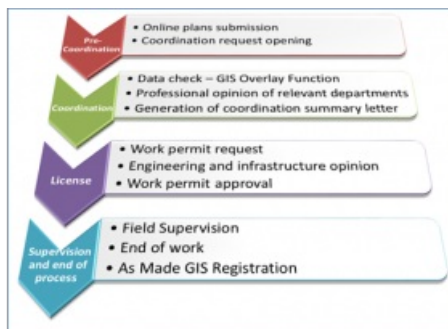 Pre-
Coordination
• Online plans submission
• Coordination request opening
Coordination
• Data check – GIS Overlay Function
• Professional opinion of relevant departments
• Generation of coordination summary letter
License
• Work permit request
• Engineering and infrastructure opinion
• Work permit approval
Supervision
and end of
process
• Field Supervision
• End of work
• As Made GIS Registration